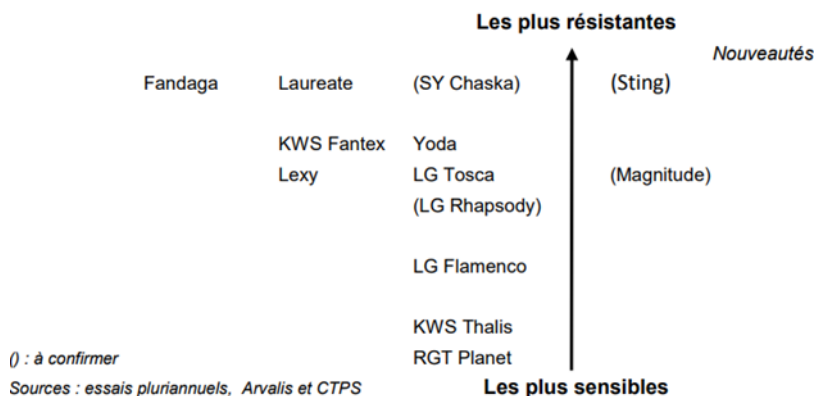 Les plus résistantes
Nouveautés
Fandaga Laureate (SY Chaska) (Sting)
KWS Fantex Yoda
Lexy LG Tosca (Magnitude)
(LG Rhapsody)
LG Flamenco
KWS Thalis
() : à confirmer RGT Planet
Sources : essais pluriannuels, Arvalis et CTPS Les plus sensibles